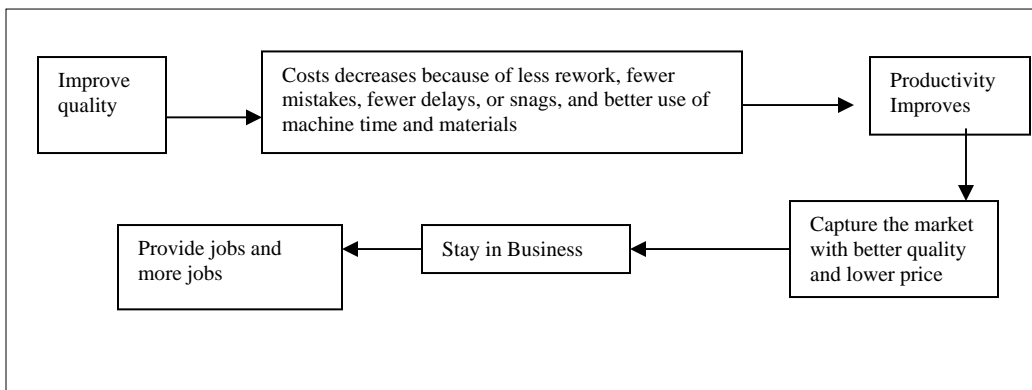 Improve
quality
Costs decreases because of less rework, fewer
mistakes, fewer delays, or snags, and better use of
machine time and materials
Productivity
Improves
Capture the market
with better quality
and lower price
Stay in Business
Provide jobs and
more jobs